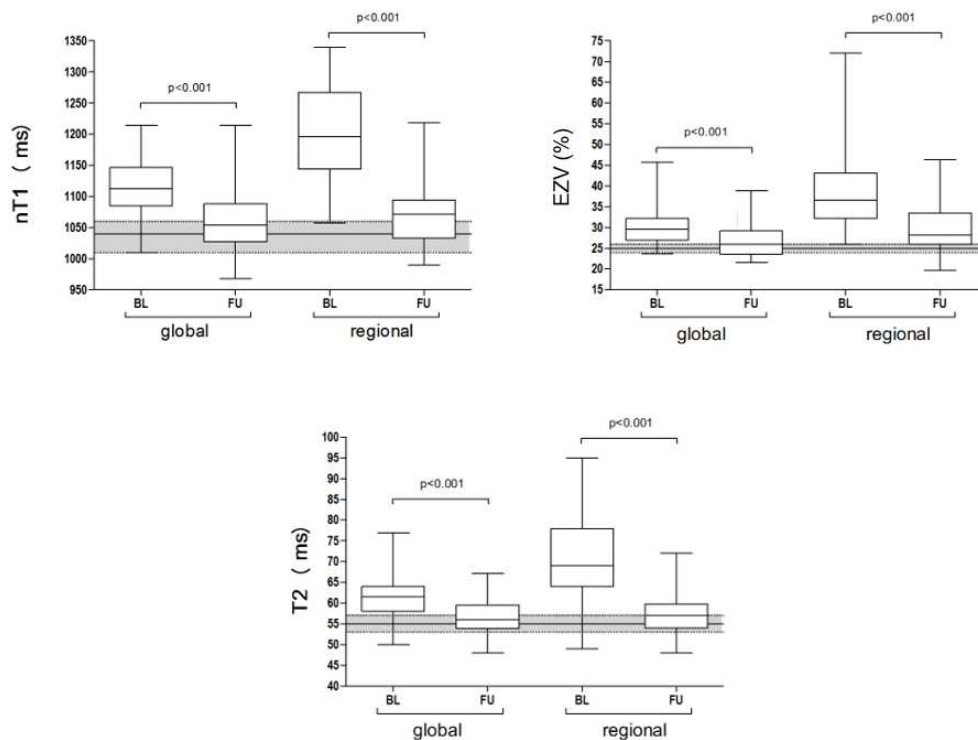 p<0.001
p<0.001
nT1 ( ms)
1350
1300
1250
1200
1150
1100
1050
1000
950
BL
FU
BL
FU
global
regional
p<0.001
p<0.001
EZV (%)
75
70
65
60
55
50
45
40
35
30
25
20
15
BL
FU
BL
FU
global
regional
p<0.001
p<0.001
T2 ( ms)
100
95
90
85
80
75
70
65
60
55
50
45
40
BL
FU
BL
FU
global
regional